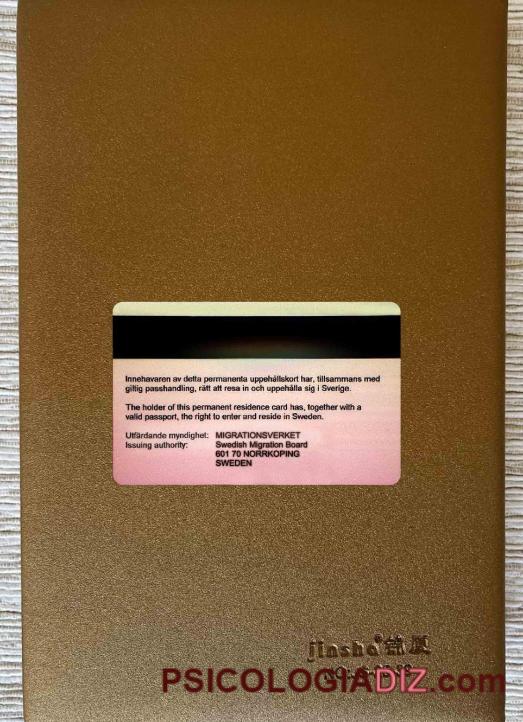 Innehavaren av detta permanenta uppehållskort har, tillsammans med
giltig passhandling, rätt att resa in och uppehålla sig i Sverige.
The holder of this permanent residence card has, together with a
valid passport, the right to enter and reside in Sweden.
Utfärdande myndighet: MIGRATIONSVERKET
Issuing authority: Swedish Migration Board
601 70 NORRKOPING
SWEDEN
jinsha®
PSICOLOGIADIZ.com